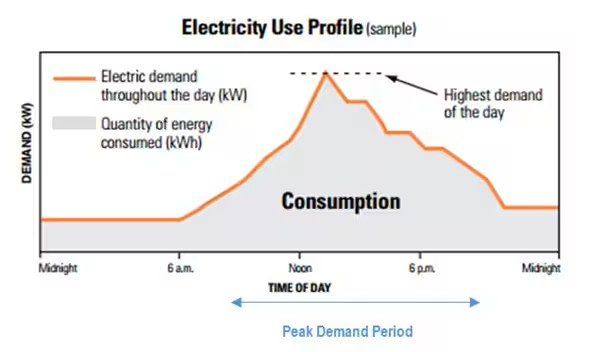 Electricity Use Profile (sample)
Electric demand
throughout the day (kW)
Quantity of energy
consumed (kWh)
Highest demand
of the day
DEMAND (kW)
Consumption
Midnight 6 a.m. Noon 6 p.m. Midnight
TIME OF DAY
Peak Demand Period